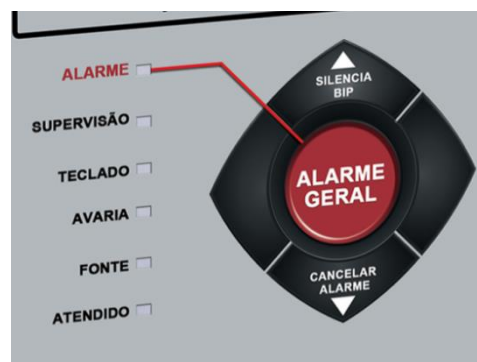 ALARME
SUPERVISÃO
TECLADO
AVARIA
FONTE
ATENDIDO
SILENCIA
BIP
ALARME
GERAL
CANCELAR
ALARME